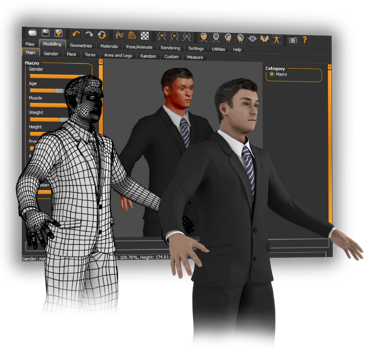 Files Modelling Geometries Materials Pose/Animate Rendering Settings Utilities Help
Main Gender Face Torso Arms and Legs Random Custom Measure
Macro
Gender
Age
Muscle
Weight
Height
Category
Macro